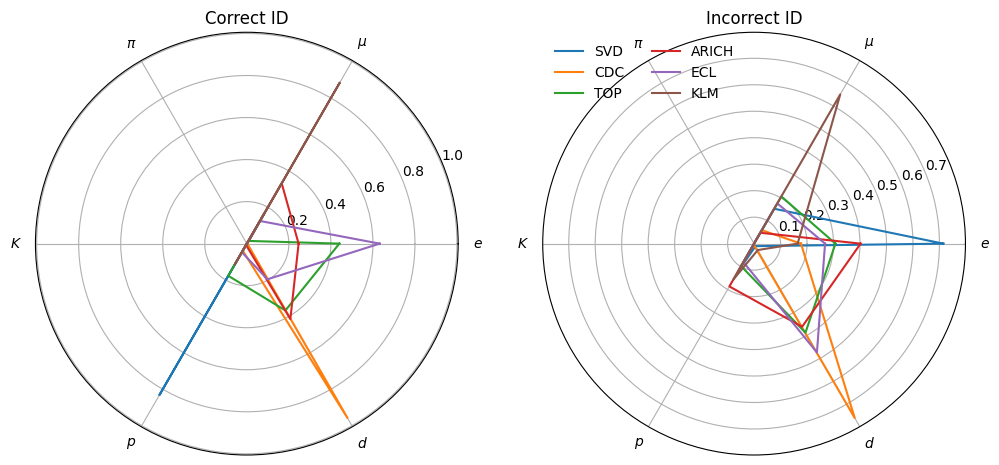 Correct ID
π
μ
K
e
p
d
0.2
0.4
0.6
0.8
1.0
Incorrect ID
π
μ
K
e
p
d
0.1
0.2
0.3
0.4
0.5
0.6
0.7
SVD
CDC
TOP
ARICH
ECL
KLM